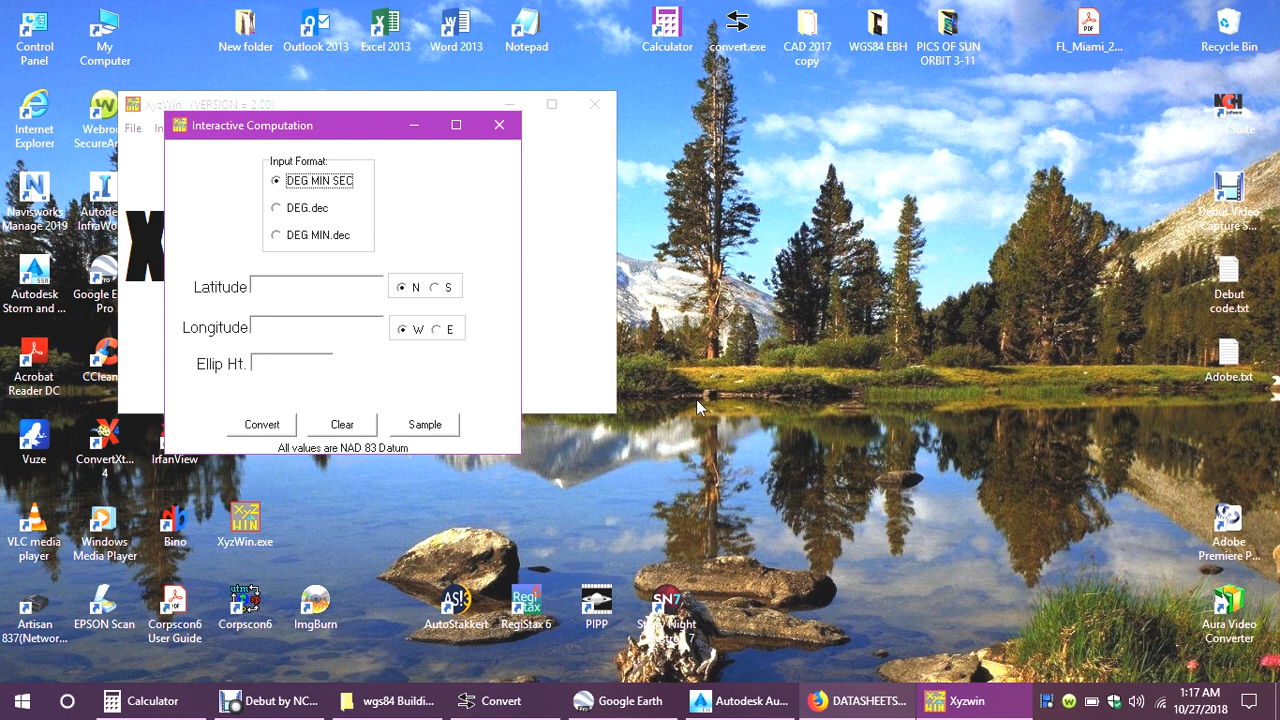 Control Panel
My Computer
New folder
Outlook 2013
Excel 2013
Word 2013
Notepad
Calculator
convert.exe
CAD 2017 copy
WGS84 EBH
PICS OF SUN ORBIT 3-11
FL_Miami_2...
Recycle Bin
XyzWin (VERSION = 2.00)
File
Interactive Computation
Input Format:
DEG MIN SEC
DEG.dec
DEG MIN.dec
Latitude
N S
Longitude
W E
Ellip Ht.
Convert
Clear
Sample
All values are NAD 83 Datum
Internet Explorer
Navisworks Manage 2019
Autodesk Storm and ...
Acrobat Reader DC
Vuze
ConvertXt... 4
IrfanView
VLC media player
Windows Media Player
Bino
XyzWin.exe
Artisan 837(Networ...
EPSON Scan
Corpscon6 User Guide
Corpscon6
ImgBurn
AutoStakkert
RegiStax 6
PIPP
Debut Video Capture S...
Debut code.txt
Adobe.txt
Adobe Premiere P...
Aura Video Converter
Calculator
Debut by NC...
wgs84 Buildi...
Convert
Google Earth
Autodesk Au...
DATASHEETS...
Xyzwin
1:17 AM
10/27/2018